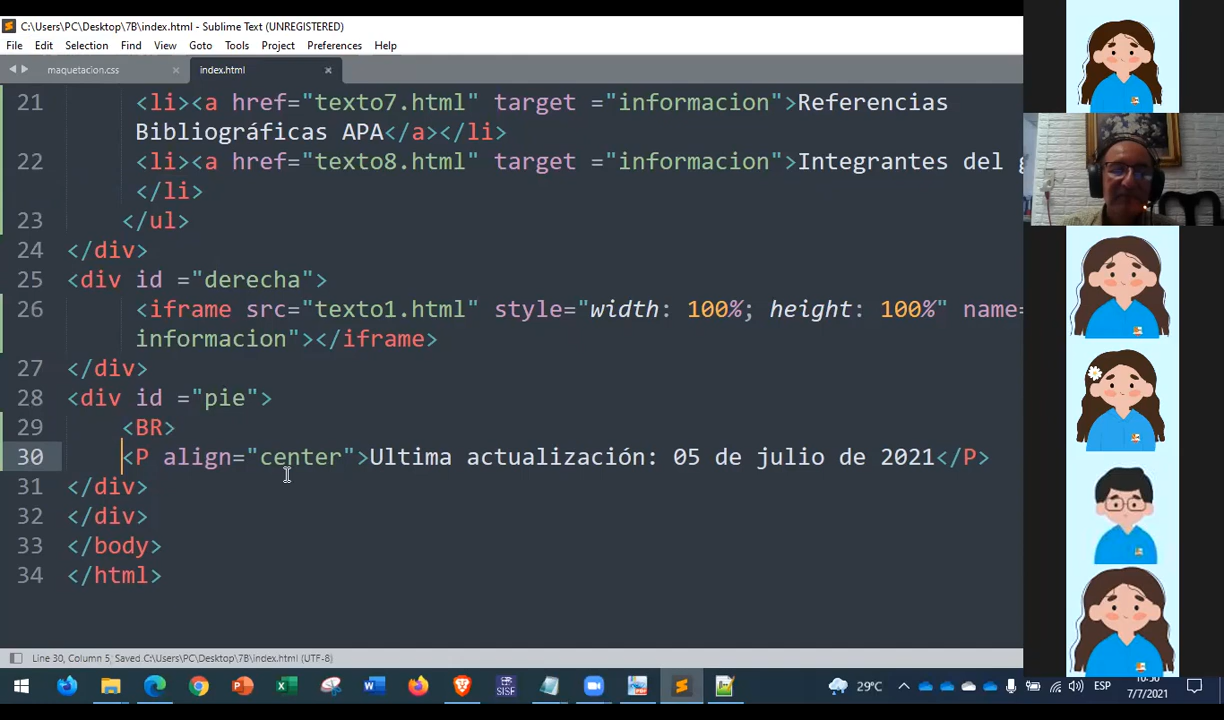 C:\Users\PC\Desktop\7B\index.html - Sublime Text (UNREGISTERED)
File Edit Selection Find View Goto Tools Project Preferences Help
maquetacion.css × index.html ×
21 <li><a href="texto7.html" target ="informacion">Referencias
Bibliográficas APA</a></li>
22 <li><a href="texto8.html" target ="informacion">Integrantes del
</li>
23 </ul>
24 </div>
25 <div id ="derecha">
26 <iframe src="texto1.html" style="width: 100%; height: 100%" name=
informacion"></iframe>
27 </div>
28 <div id ="pie">
29 <BR>
30 <P align="center">Ultima actualización: 05 de julio de 2021</P>
31 </div>
32 </div>
33 </body>
34 </html>
Line 30, Column 5, Saved C:\Users\PC\Desktop\7B\index.html (UTF-8)
SISF
29°C ESP
7/7/2021